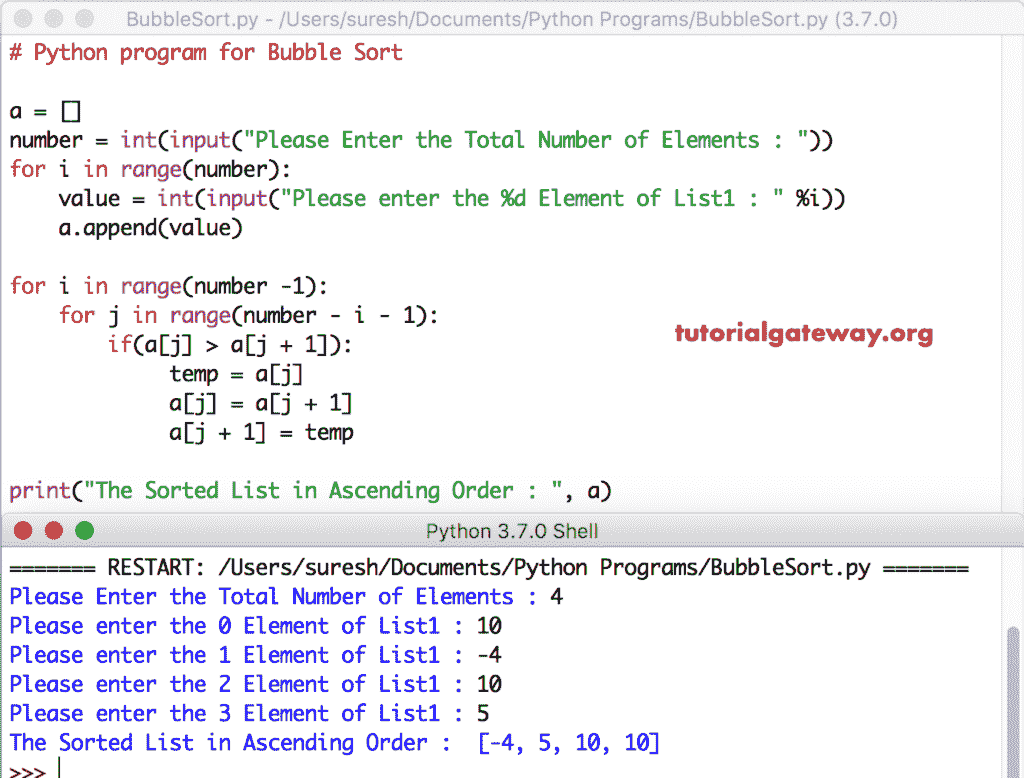 BubbleSort.py - /Users/suresh/Documents/Python Programs/BubbleSort.py (3.7.0)
# Python program for Bubble Sort
a = []
number = int(input("Please Enter the Total Number of Elements : "))
for i in range(number):
    value = int(input("Please enter the %d Element of List1 : " %i))
    a.append(value)
for i in range(number -1):
    for j in range(number - i - 1):
        if(a[j] > a[j + 1]):
             temp = a[j]
             a[j] = a[j + 1]
             a[j + 1] = temp
tutorialgateway.org
print("The Sorted List in Ascending Order : ", a)
Python 3.7.0 Shell
======= RESTART: /Users/suresh/Documents/Python Programs/BubbleSort.py =======
Please Enter the Total Number of Elements : 4
Please enter the 0 Element of List1 : 10
Please enter the 1 Element of List1 : -4
Please enter the 2 Element of List1 : 10
Please enter the 3 Element of List1 : 5
The Sorted List in Ascending Order :  [-4, 5, 10, 10]
>>>